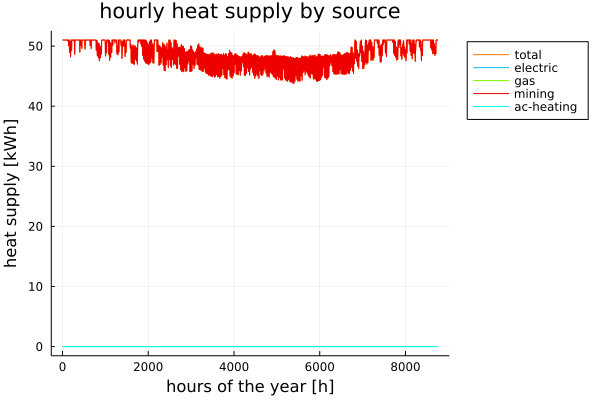 hourly heat supply by source
heat supply [kWh]
50
40
30
20
10
0
0 2000 4000 6000 8000
hours of the year [h]
total
electric
gas
mining
ac-heating